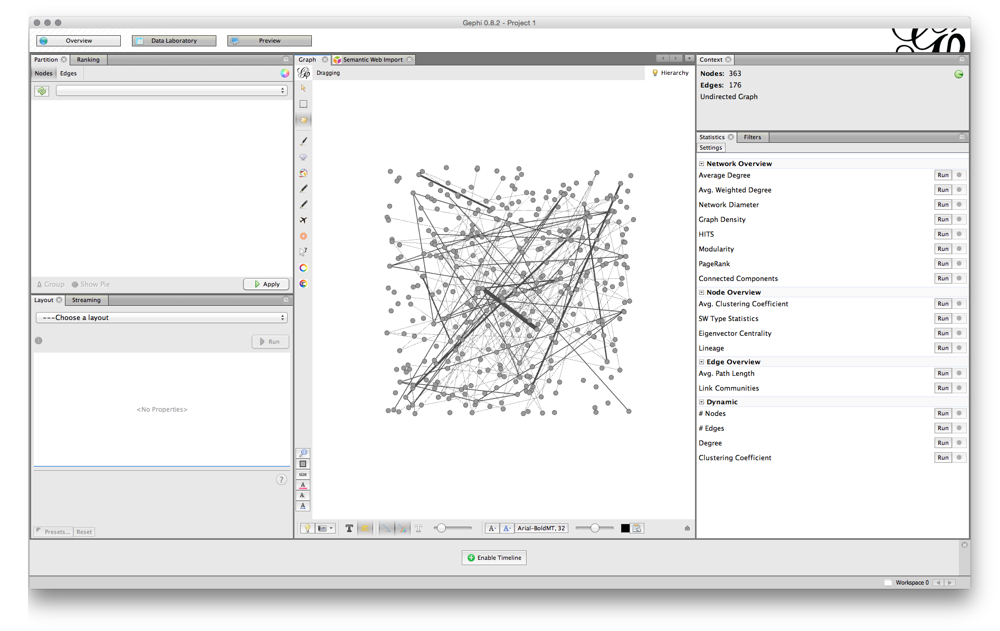 Gephi 0.8.2 - Project 1
Overview
Data Laboratory
Preview
Partition
Ranking
Nodes
Edges
Group
Show Pie
Apply
Layout
Streaming
---Choose a layout
Run
<No Properties>
?
Presets...
Reset
Graph
Semantic Web Import
Dragging
Hierarchy
size
A
A
A
T
T
A
A
Arial-BoldMT, 32
Context
Nodes: 363
Edges: 176
Undirected Graph
Statistics
Filters
Settings
Network Overview
Average Degree Run
Avg. Weighted Degree Run
Network Diameter Run
Graph Density Run
HITS Run
Modularity Run
PageRank Run
Connected Components Run
Node Overview
Avg. Clustering Coefficient Run
SW Type Statistics Run
Eigenvector Centrality Run
Lineage Run
Edge Overview
Avg. Path Length Run
Link Communities Run
Dynamic
# Nodes Run
# Edges Run
Degree Run
Clustering Coefficient Run
Enable Timeline
Workspace 0